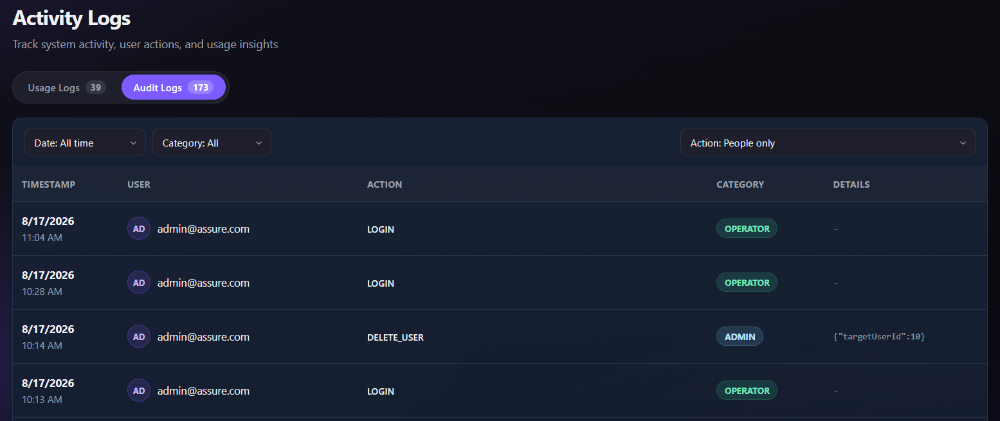 Activity Logs
Track system activity, user actions, and usage insights
Usage Logs 39 Audit Logs 173
Date: All time Category: All Action: People only
TIMESTAMP USER ACTION CATEGORY DETAILS
8/17/2026
11:04 AM
AD admin@assure.com LOGIN OPERATOR -
8/17/2026
10:28 AM
AD admin@assure.com LOGIN OPERATOR -
8/17/2026
10:14 AM
AD admin@assure.com DELETE_USER ADMIN {"targetUserId":10}
8/17/2026
10:13 AM
AD admin@assure.com LOGIN OPERATOR -